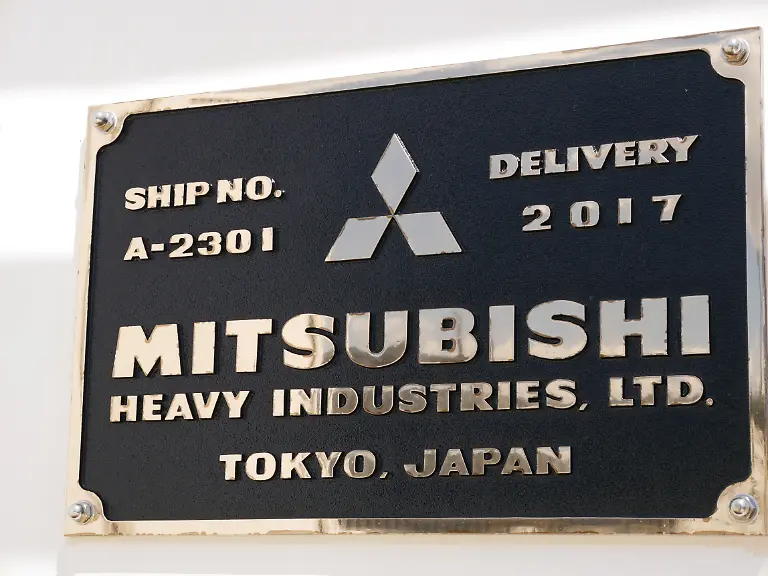 SHIP NO.
A-2301
DELIVERY
2017
MITSUBISHI
HEAVY INDUSTRIES, LTD.
TOKYO, JAPAN